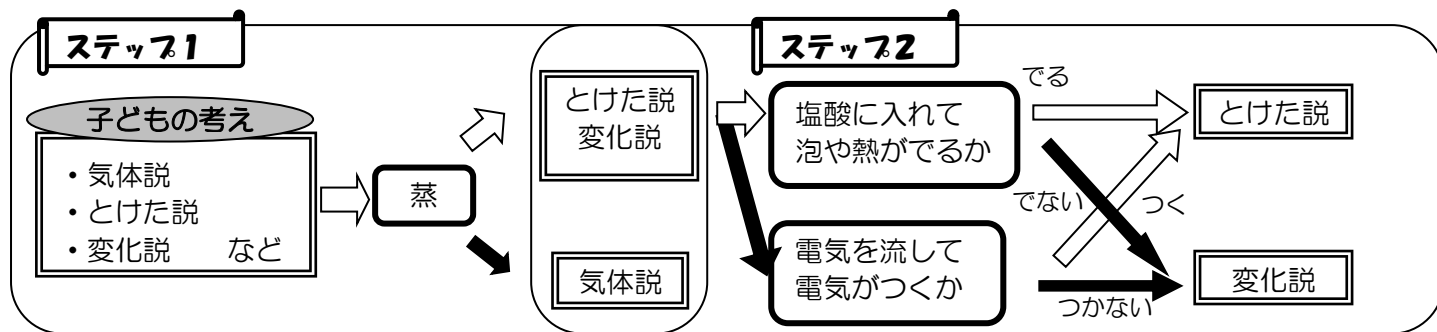 ステップ1
子どもの考え
・気体説
・とけた説
・変化説 など
蒸
とけた説
変化説
気体説
ステップ2
塩酸に入れて
泡や熱がでるか
電気を流して
電気がつくか
でる
でない
つく
つかない
とけた説
変化説